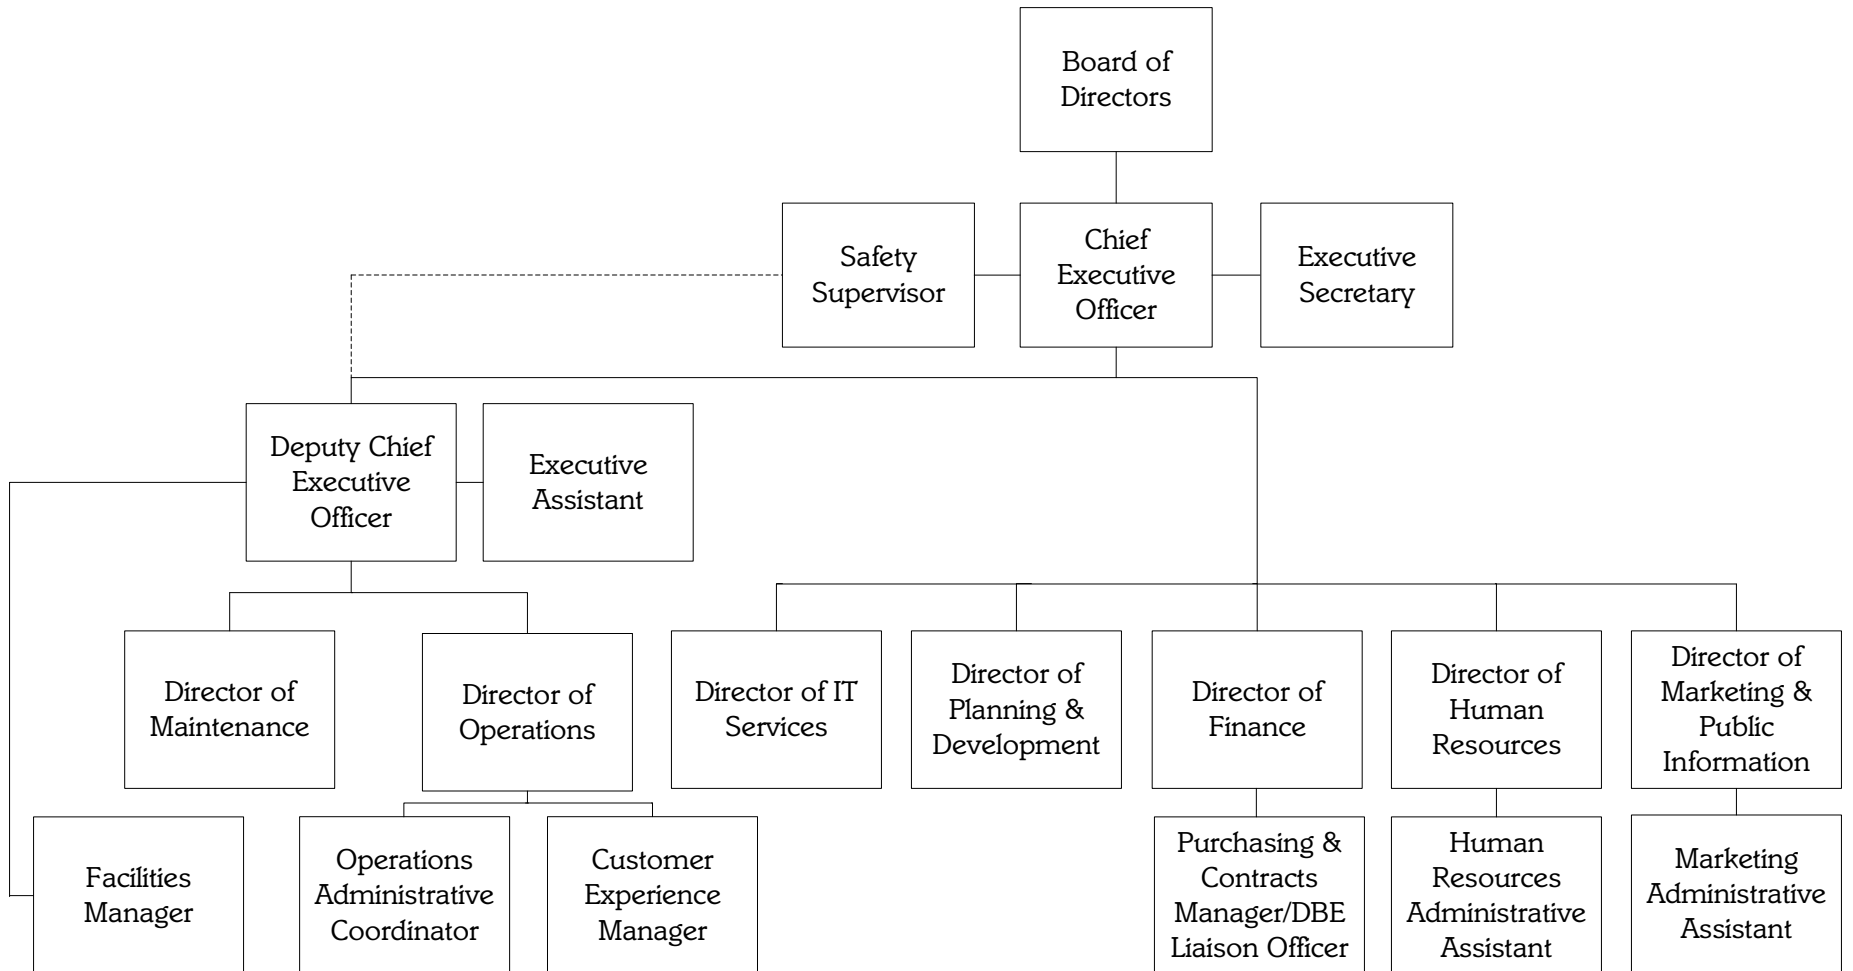 Board of
Directors
Safety
Supervisor
Chief
Executive
Officer
Executive
Secretary
Deputy Chief
Executive
Officer
Executive
Assistant
Director of
Maintenance
Director of
Operations
Director of IT
Services
Director of
Planning &
Development
Director of
Finance
Director of
Human
Resources
Director of
Marketing &
Public
Information
Facilities
Manager
Operations
Administrative
Coordinator
Customer
Experience
Manager
Purchasing &
Contracts
Manager/DBE
Liaison Officer
Human
Resources
Administrative
Assistant
Marketing
Administrative
Assistant